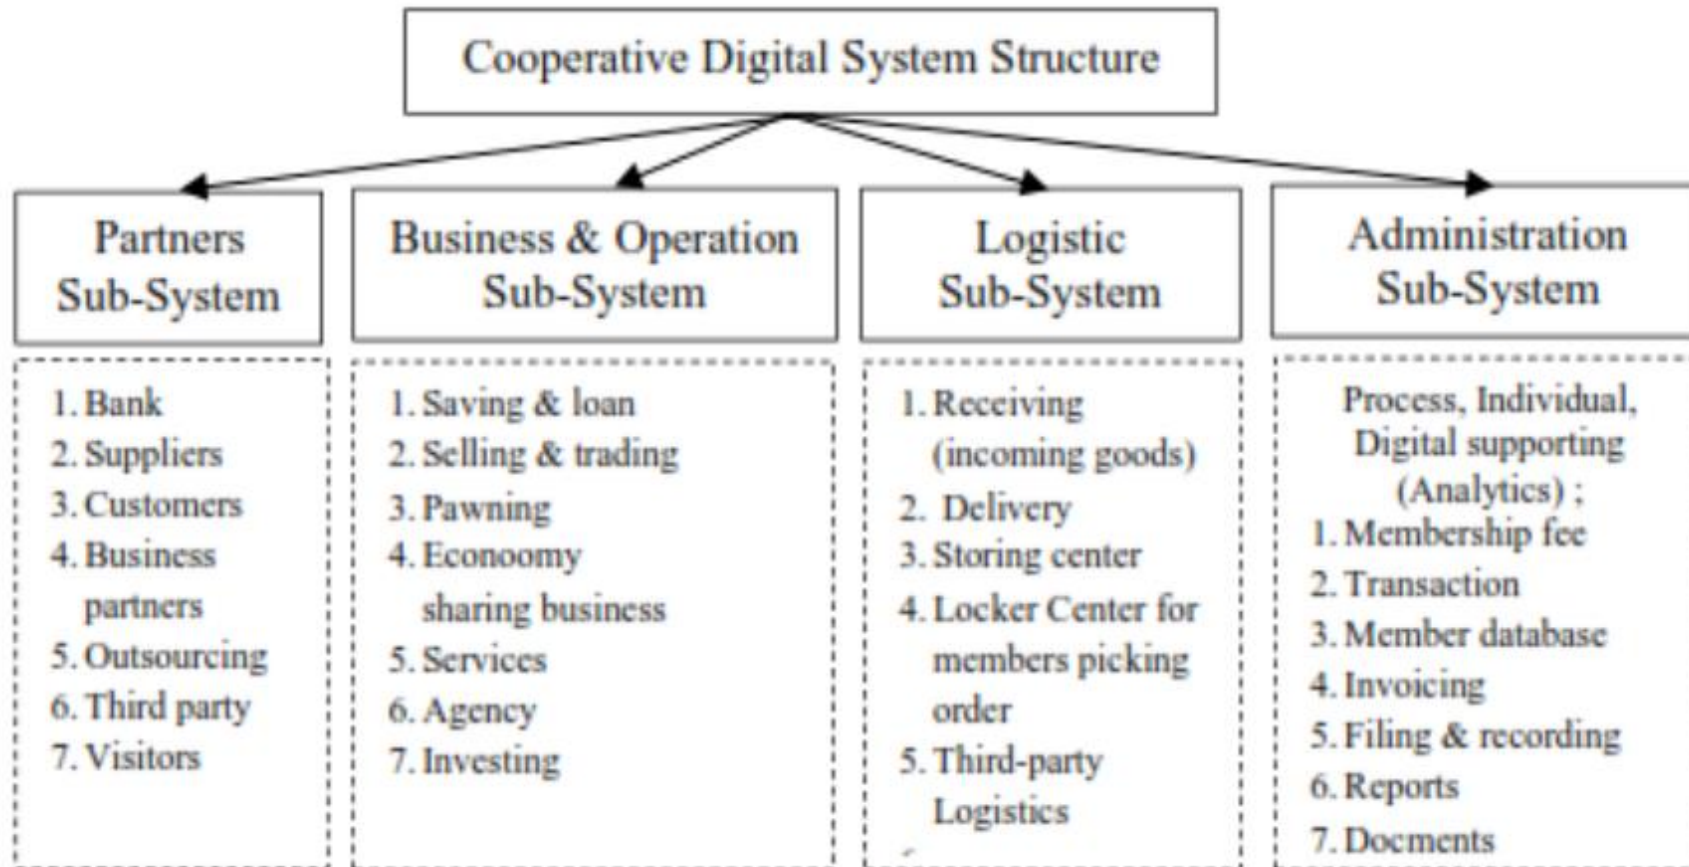 Cooperative Digital System Structure
Partners
Sub-System
Business & Operation
Sub-System
Logistic
Sub-System
Administration
Sub-System
1. Bank
2. Suppliers
3. Customers
4. Business
partners
5. Outsourcing
6. Third party
7. Visitors
1. Saving & loan
2. Selling & trading
3. Pawning
4. Econoomy
sharing business
5. Services
6. Agency
7. Investing
1. Receiving
(incoming goods)
2. Delivery
3. Storing center
4. Locker Center for
members picking
order
5. Third-party
Logistics
Process, Individual,
Digital supporting
(Analytics) ;
1. Membership fee
2. Transaction
3. Member database
4. Invoicing
5. Filing & recording
6. Reports
7. Docments